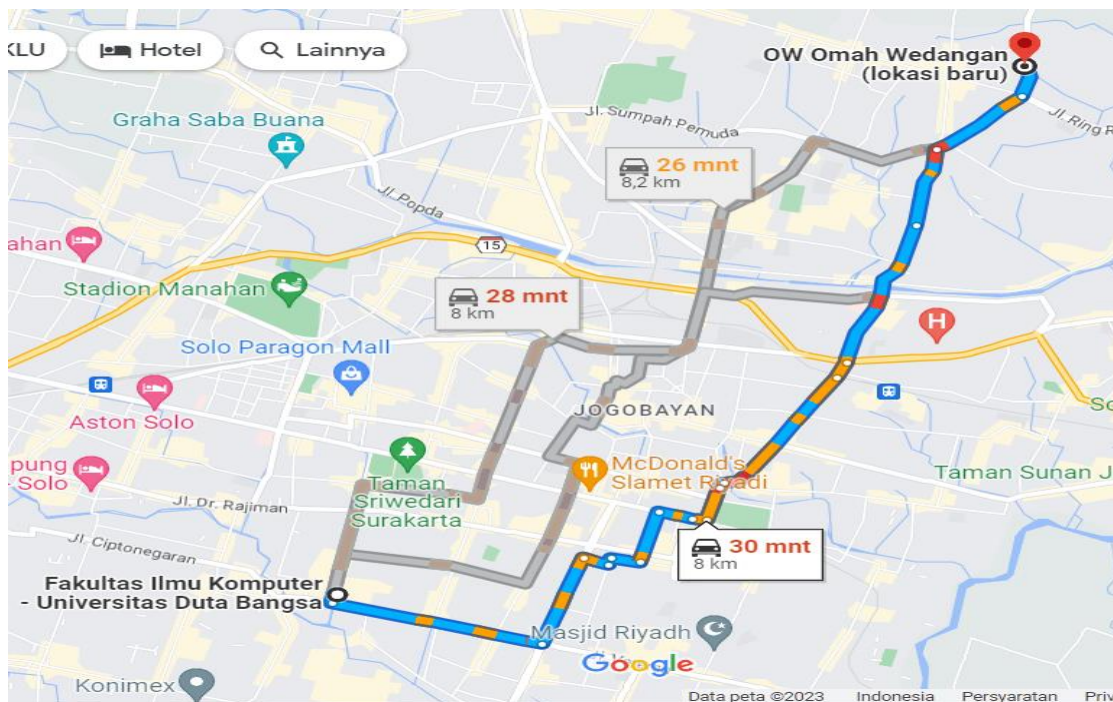 KLU
Hotel
Lainnya
OW Omah Wedangan
(lokasi baru)
Graha Saba Buana
Jl. Sumpah Pemuda
Jl. Ring R
26 mnt
8,2 km
Jl. Popda
ahan
15
Stadion Manahan
28 mnt
8 km
H
Solo Paragon Mall
Aston Solo
JOGOBAYAN
So
McDonald's
Slamet Riyadi
Taman Sunan J
pung
- Solo
Taman
Sriwedari
Surakarta
Jl. Dr. Rajiman
Jl. Ciptonegaran
30 mnt
8 km
Fakultas Ilmu Komputer
- Universitas Duta Bangsa
Masjid Riyadh
Google
Konimex
Data peta ©2023
Indonesia
Persyaratan
Priv